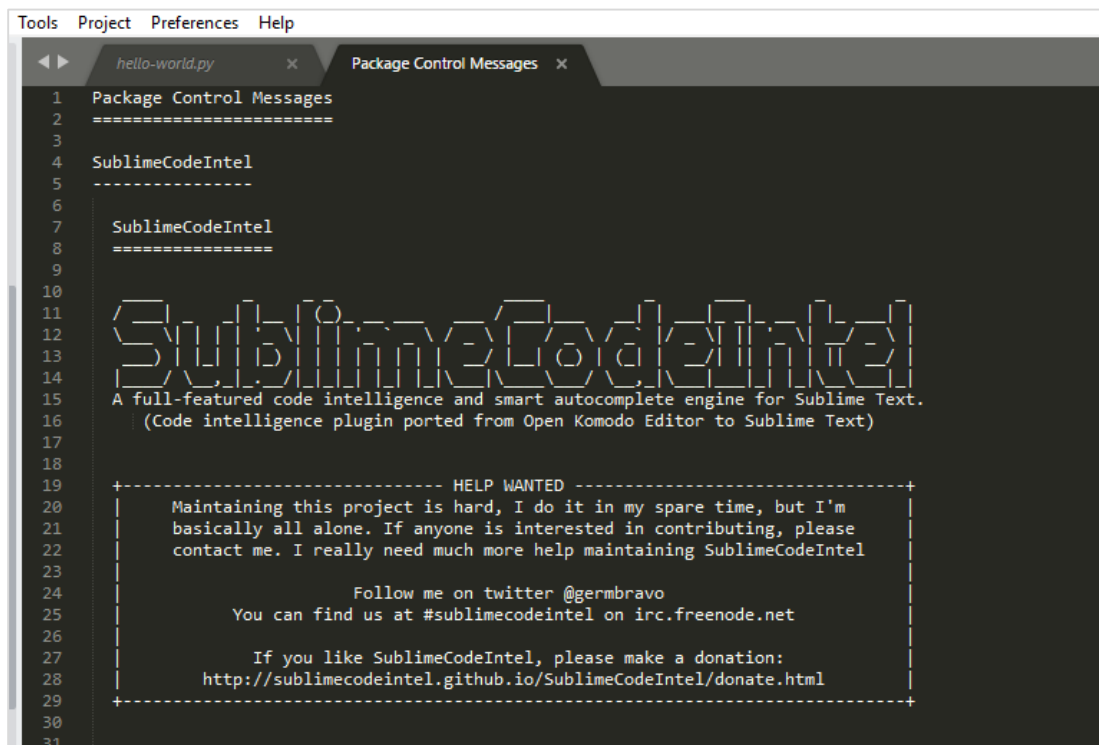 Tools Project Preferences Help
hello-world.py × Package Control Messages ×
1 Package Control Messages
2 ========================
3
4 SublimeCodeIntel
5 ----------------
6
7 SublimeCodeIntel
8 ================
9
10
11
12 SublimeCodeIntel
13
14
15 A full-featured code intelligence and smart autocomplete engine for Sublime Text.
16 (Code intelligence plugin ported from Open Komodo Editor to Sublime Text)
17
18
19 +-------------------------------- HELP WANTED ---------------------------------+
20 | Maintaining this project is hard, I do it in my spare time, but I'm |
21 | basically all alone. If anyone is interested in contributing, please |
22 | contact me. I really need much more help maintaining SublimeCodeIntel |
23 | |
24 | Follow me on twitter @germbravo |
25 | You can find us at #sublimecodeintel on irc.freenode.net |
26 | |
27 | If you like SublimeCodeIntel, please make a donation: |
28 | http://sublimecodeintel.github.io/SublimeCodeIntel/donate.html |
29 +------------------------------------------------------------------------------+
30
31